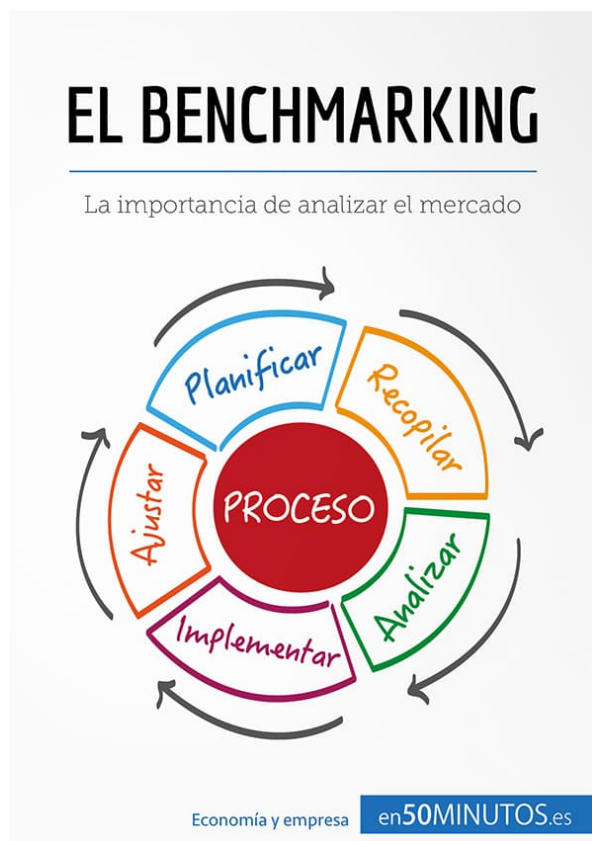 EL BENCHMARKING
La importancia de analizar el mercado
Planificar
Recopilar
Analizar
Implementar
Ajustar
PROCESO
Economía y empresa
en50MINUTOS.es